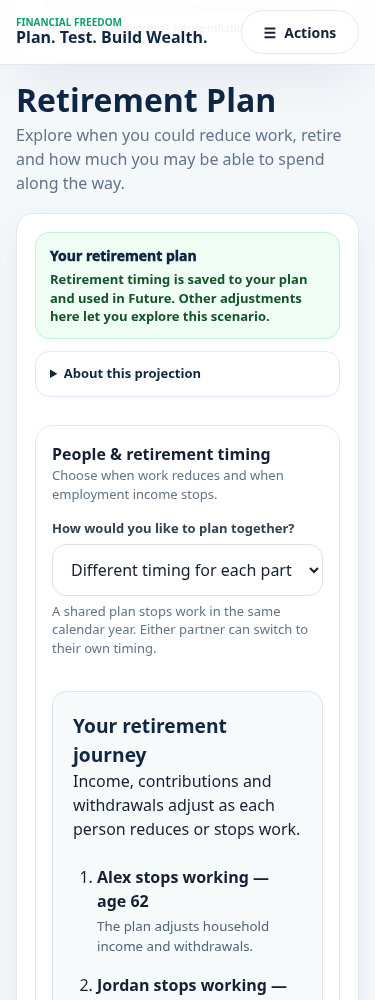 FINANCIAL FREEDOM
Plan. Test. Build Wealth.
☰ Actions
Retirement Plan
Explore when you could reduce work, retire
and how much you may be able to spend
along the way.
Your retirement plan
Retirement timing is saved to your plan
and used in Future. Other adjustments
here let you explore this scenario.
▶ About this projection
People & retirement timing
Choose when work reduces and when
employment income stops.
How would you like to plan together?
Different timing for each part
A shared plan stops work in the same
calendar year. Either partner can switch to
their own timing.
Your retirement
journey
Income, contributions and
withdrawals adjust as each
person reduces or stops work.
1. Alex stops working —
age 62
The plan adjusts household
income and withdrawals.
2. Jordan stops working —